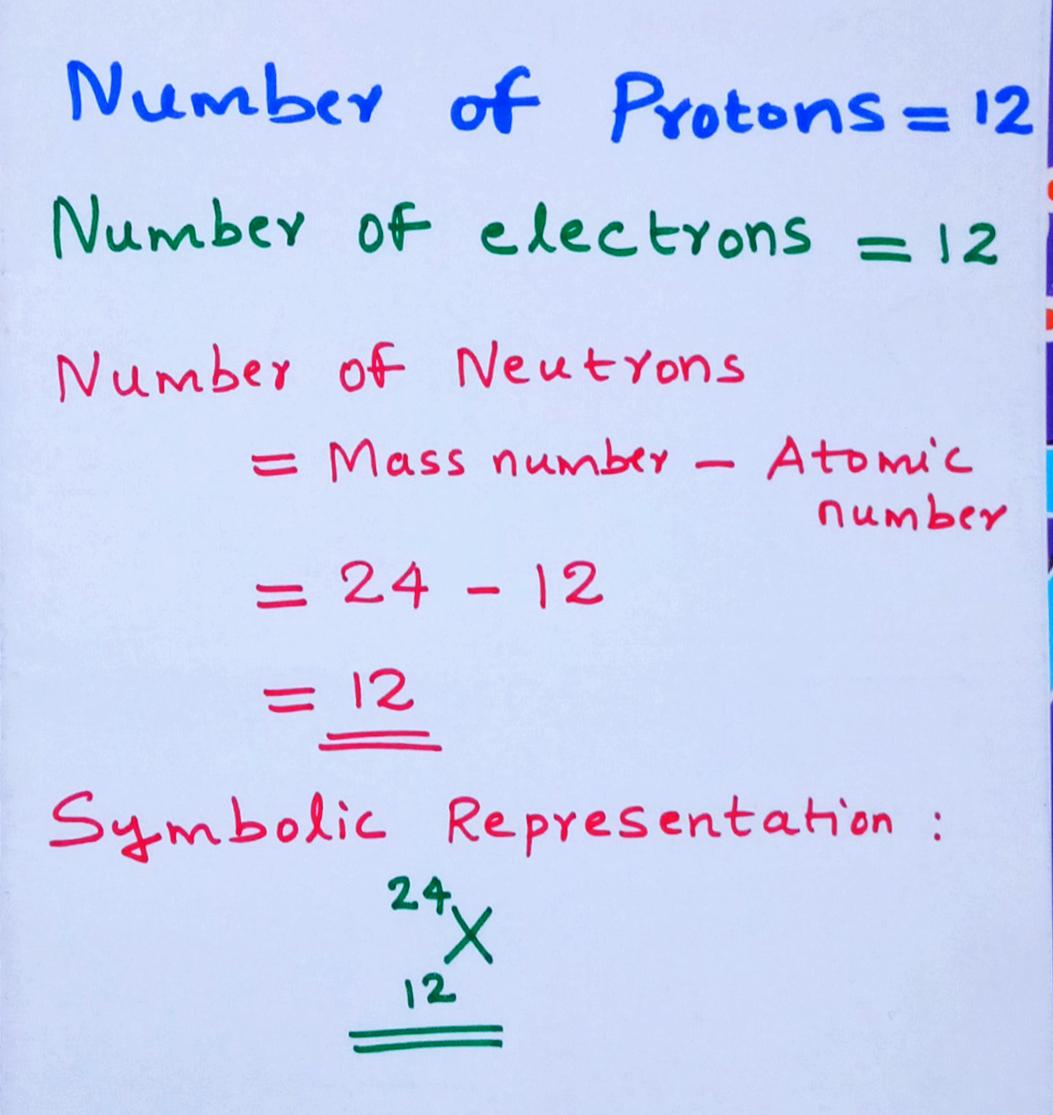 Number of Protons = 12
Number of electrons = 12
Number of Neutrons
= Mass number - Atomic
number
= 24 - 12
= 12
Symbolic Representation :
24
X
12